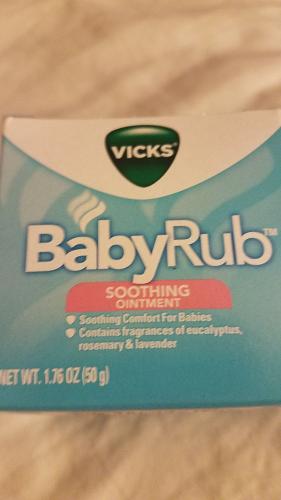 VICKS®
BabyRub™
SOOTHING
OINTMENT
Soothing Comfort For Babies
Contains fragrances of eucalyptus,
rosemary & lavender
NET WT. 1.76 OZ (50 g)